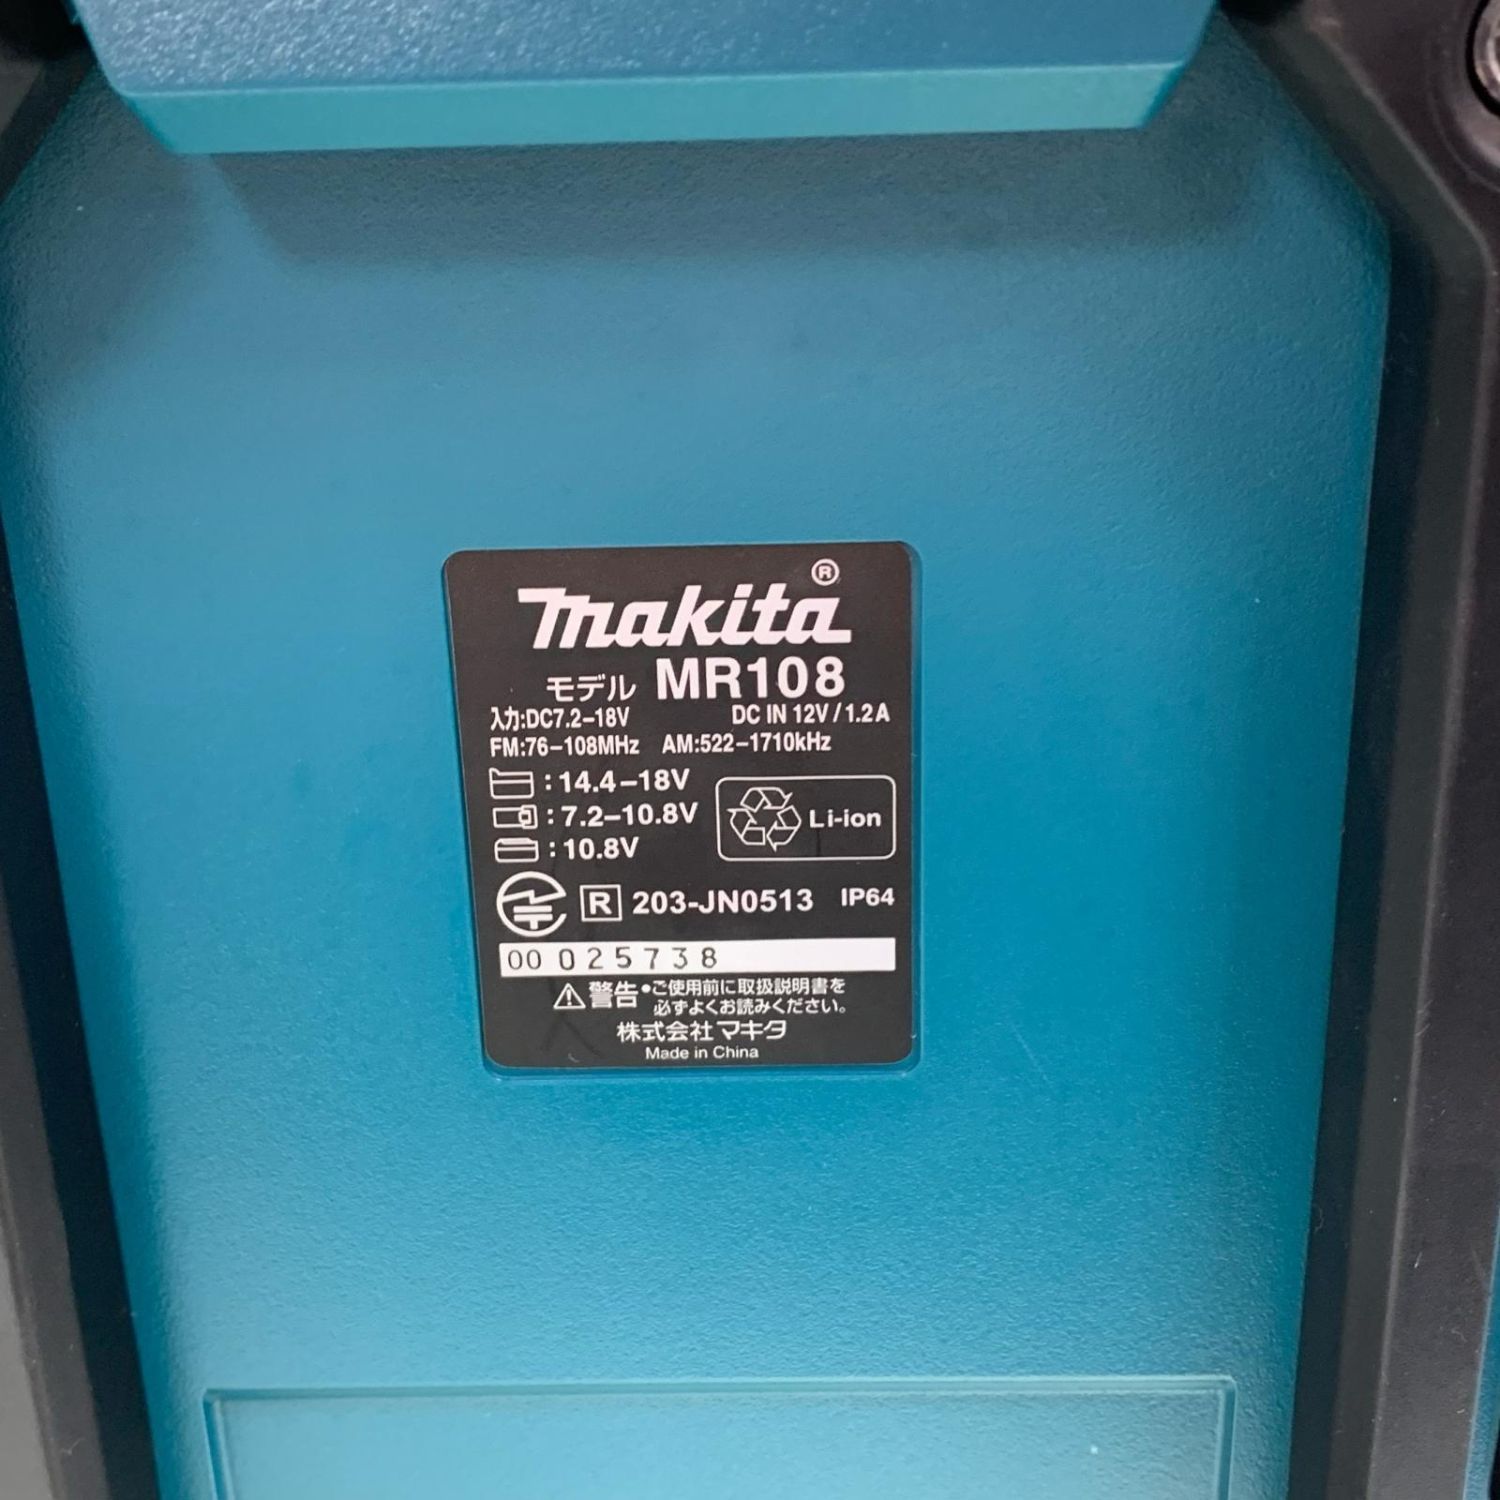 makita®
モデル MR108
入力:DC7.2-18V DC IN 12V/1.2A
FM:76-108MHz AM:522-1710kHz
:14.4-18V
:7.2-10.8V Li-ion
:10.8V
R 203-JN0513 IP64
00 025738
警告 •ご使用前に取扱説明書を
必ずよくお読みください。
株式会社マキタ
Made in China